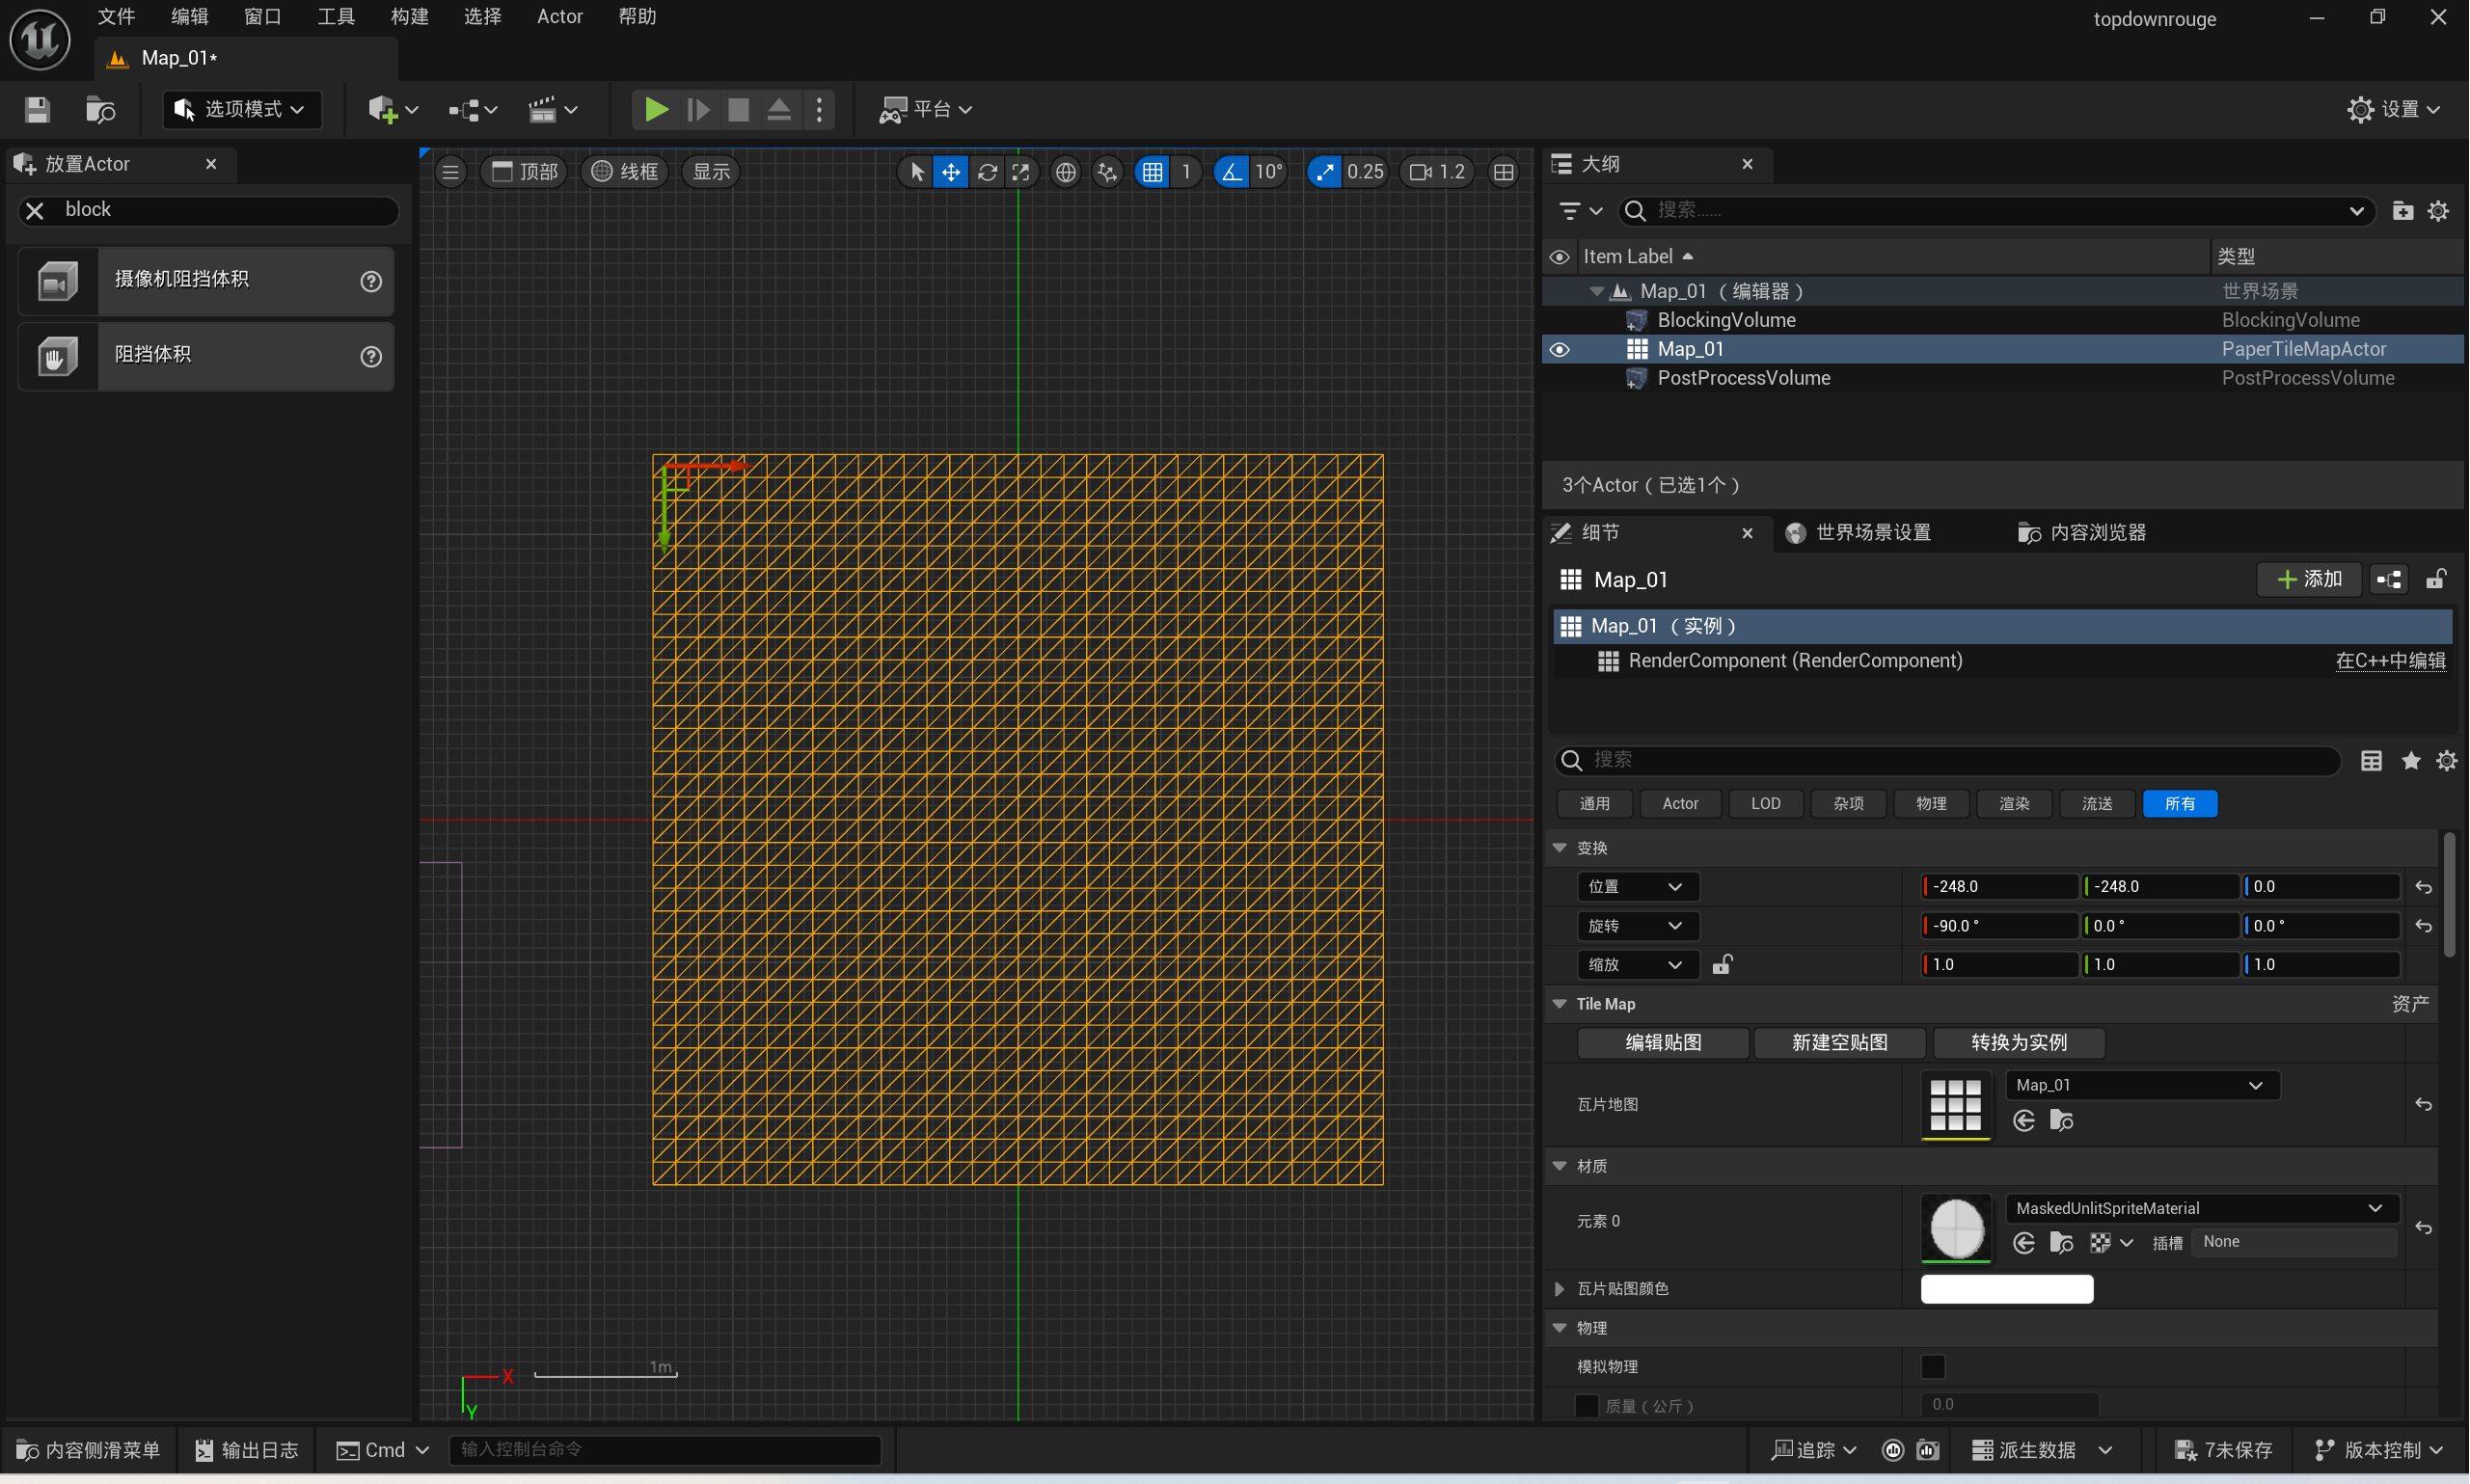 文件 编辑 窗口 工具 构建 选择 Actor 帮助
topdownrouge
Map_01*
选项模式
平台
设置
放置Actor
block
摄像机阻挡体积
阻挡体积
顶部 线框 显示 1 10° 0.25 1.2
1m
X
Y
大纲
搜索......
Item Label 类型
Map_01（编辑器） 世界场景
BlockingVolume BlockingVolume
Map_01 PaperTileMapActor
PostProcessVolume PostProcessVolume
3个Actor（已选1个）
细节 世界场景设置 内容浏览器
Map_01 添加
Map_01 （实例）
RenderComponent (RenderComponent) 在C++中编辑
搜索
通用 Actor LOD 杂项 物理 渲染 流送 所有
变换
位置 -248.0 -248.0 0.0
旋转 -90.0 ° 0.0 ° 0.0 °
缩放 1.0 1.0 1.0
Tile Map 资产
编辑贴图 新建空贴图 转换为实例
瓦片地图 Map_01
材质
元素 0 MaskedUnlitSpriteMaterial
插槽 None
瓦片贴图颜色
物理
模拟物理
质量（公斤） 0.0
内容侧滑菜单 输出日志 Cmd 输入控制台命令 追踪 派生数据 7未保存 版本控制